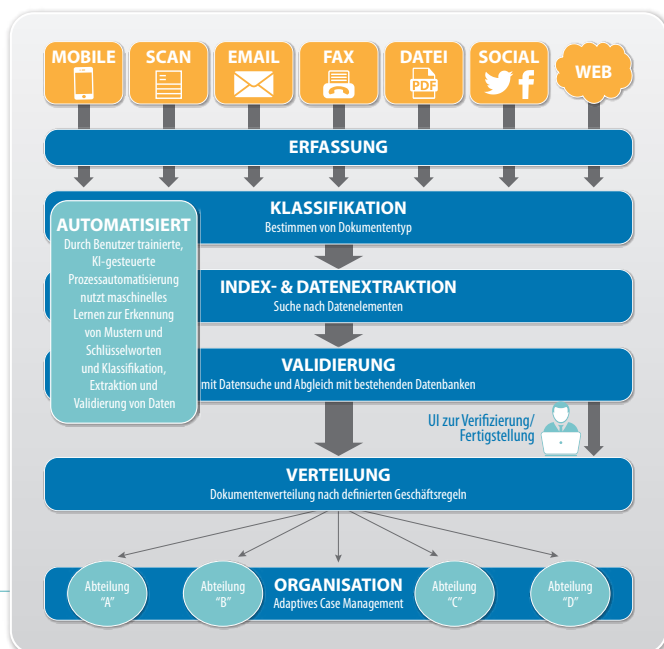 MOBILE
SCAN
EMAIL
FAX
DATEI
PDF
SOCIAL
WEB
ERFASSUNG
KLASSIFIKATION
Bestimmen von Dokumententyp
AUTOMATISIERT
Durch Benutzer trainierte,
KI-gesteuerte
Prozessautomatisierung
nutzt maschinelles
Lernen zur Erkennung
von Mustern und
Schlüsselworten
und Klassifikation,
Extraktion und
Validierung von Daten
INDEX- & DATENEXTRAKTION
Suche nach Datenelementen
VALIDIERUNG
mit Datensuche und Abgleich mit bestehenden Datenbanken
UI zur Verifizierung/
Fertigstellung
VERTEILUNG
Dokumentenverteilung nach definierten Geschäftsregeln
Abteilung
"A"
Abteilung
"B"
ORGANISATION
Adaptives Case Management
Abteilung
"C"
Abteilung
"D"